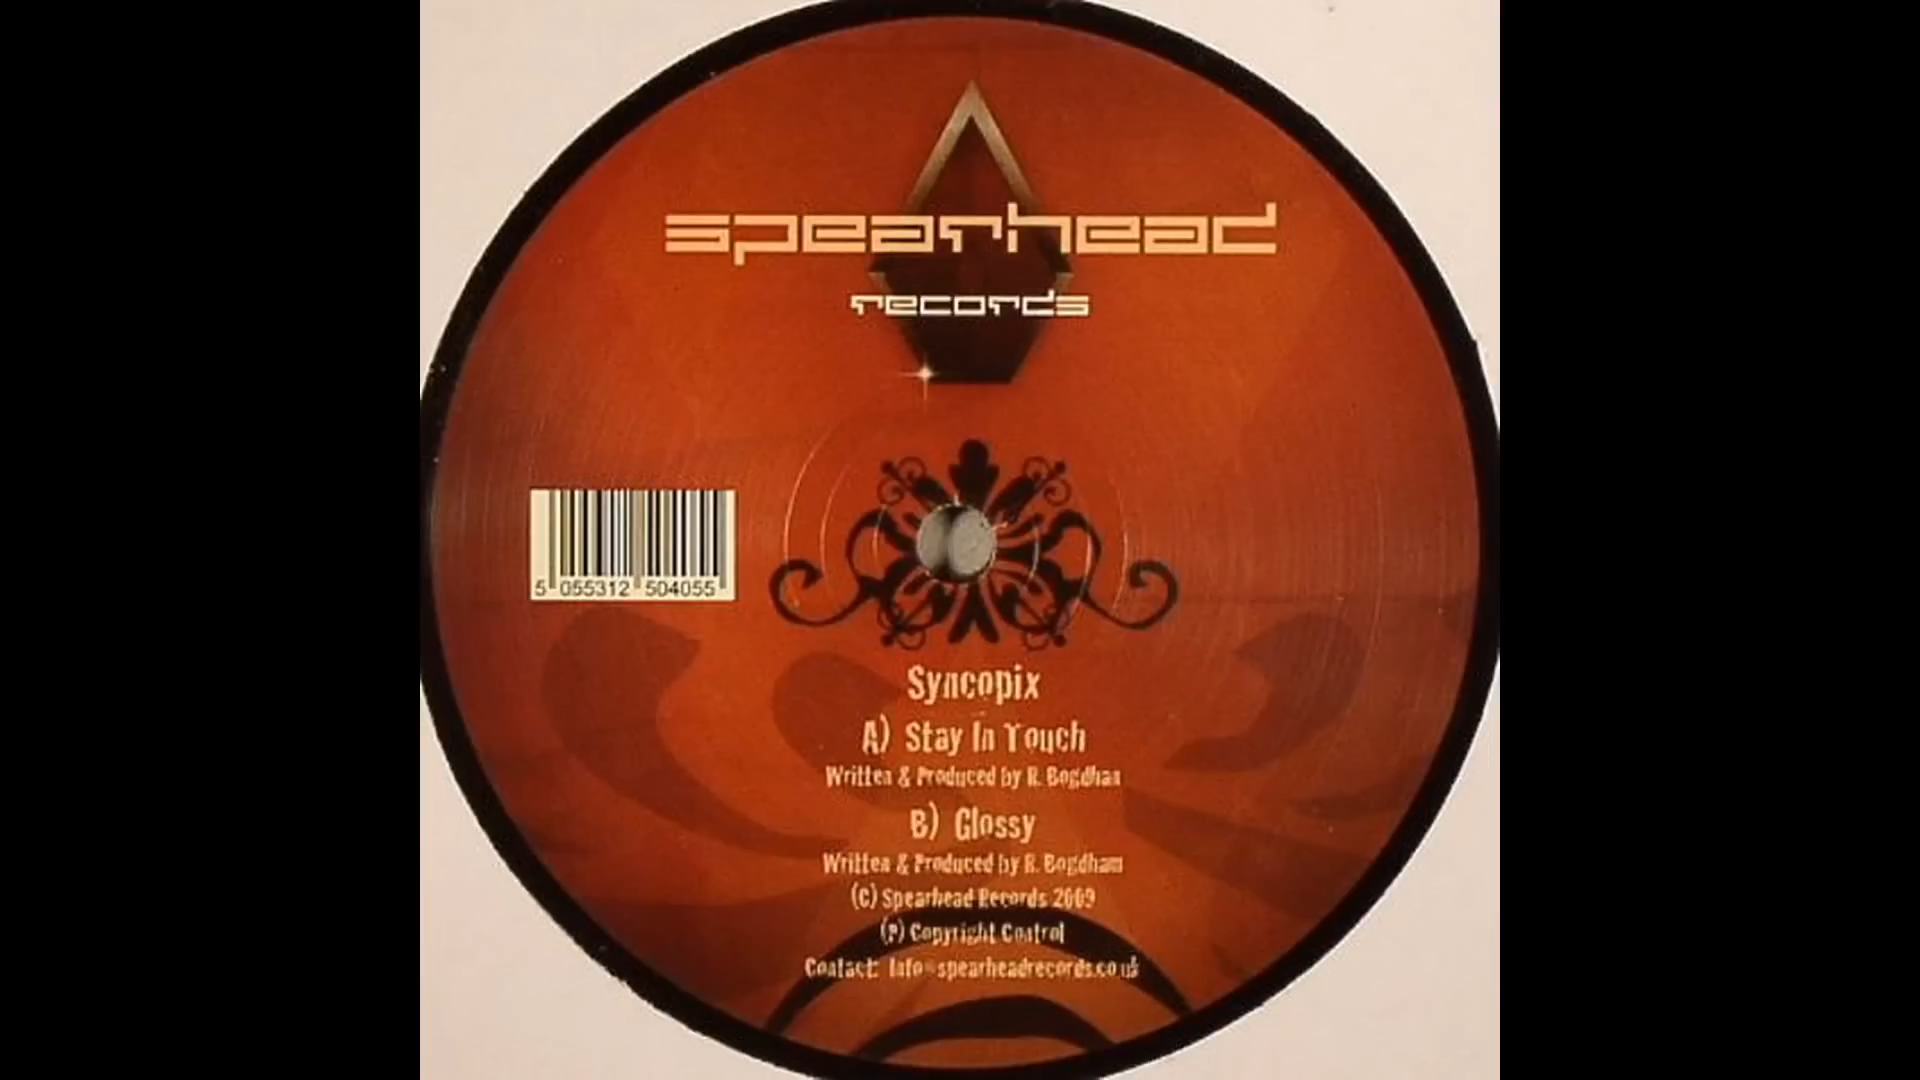 spearhead
records
5 055312 504055
Syncopix
A) Stay In Touch
Written & Produced by R. Bogdhan
B) Glossy
Written & Produced by R. Bogdham
(C) Spearhead Records 2009
(P) Copyright Control
Contact: Info@spearheadrecords.co.uk